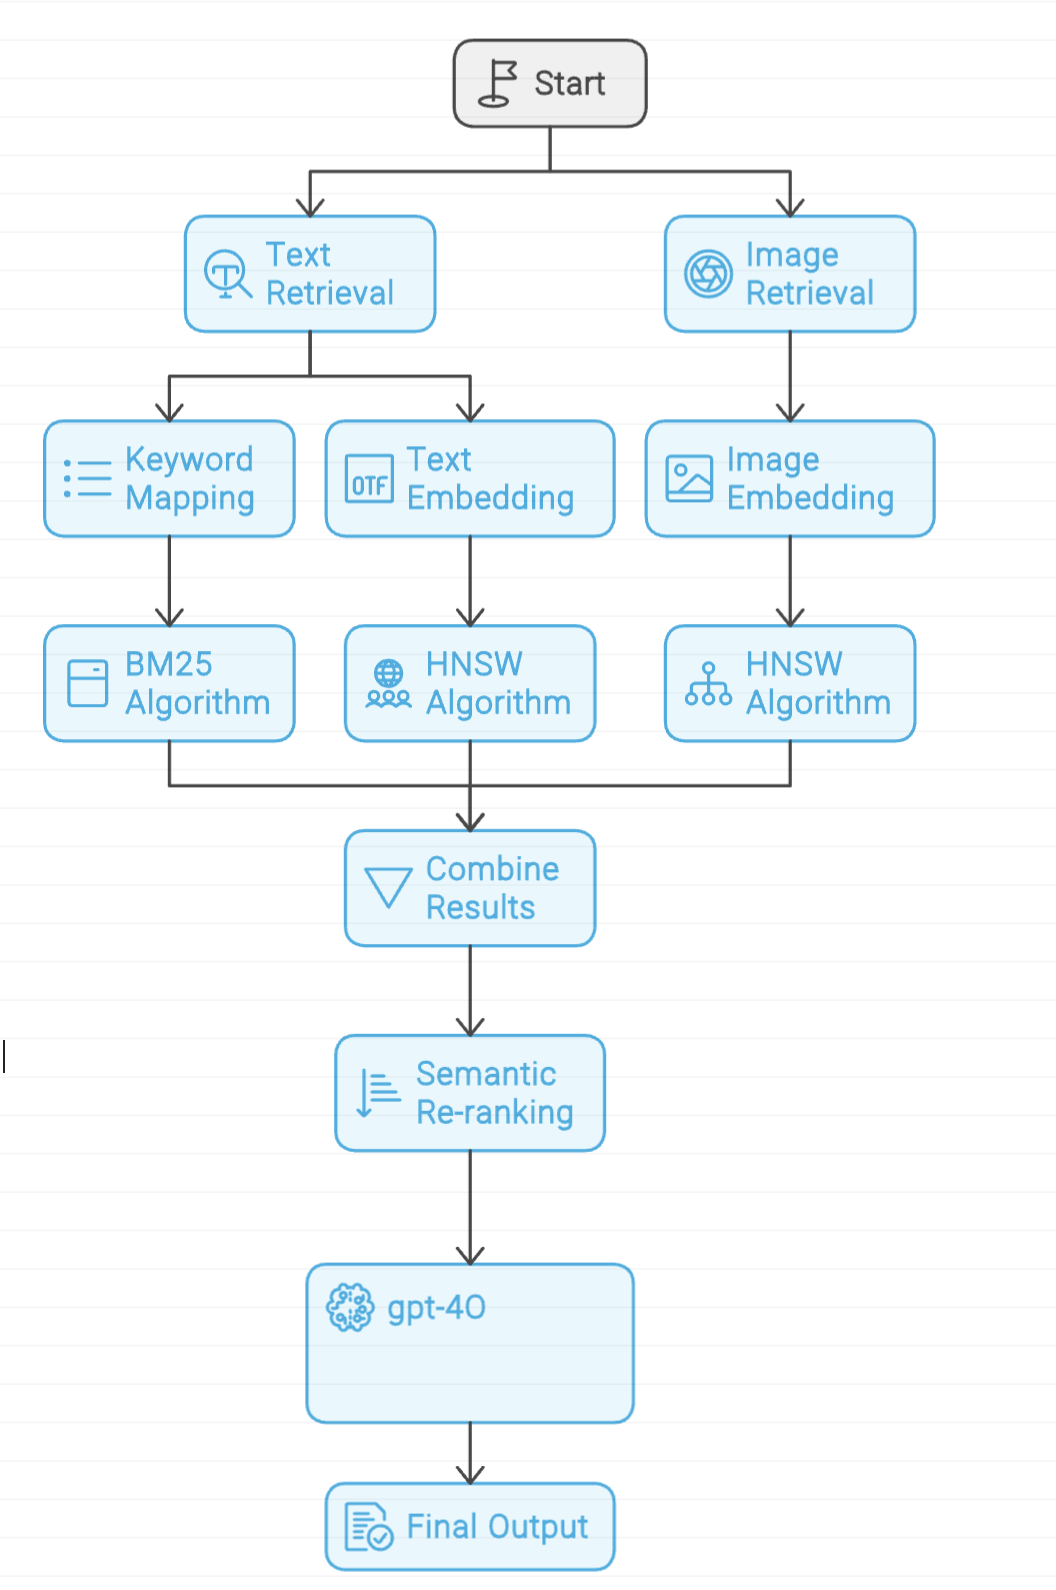 Start
Text
Retrieval
Image
Retrieval
Keyword
Mapping
OTF
Text
Embedding
Image
Embedding
BM25
Algorithm
HNSW
Algorithm
HNSW
Algorithm
Combine
Results
Semantic
Re-ranking
gpt-4O
Final Output